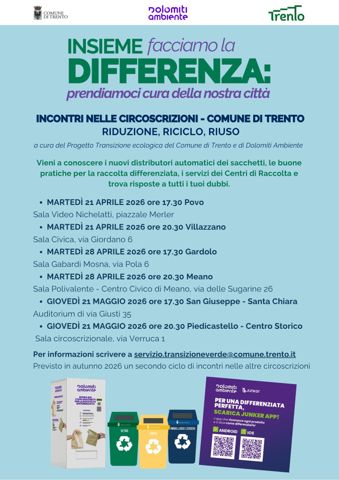 COMUNE
DI TRENTO
Dolomiti
ambiente
Trento
INSIEME facciamo la
DIFFERENZA:
prendiamoci cura della nostra città
INCONTRI NELLE CIRCOSCRIZIONI - COMUNE DI TRENTO
RIDUZIONE, RICICLO, RIUSO
a cura del Progetto Transizione ecologica del Comune di Trento e di Dolomiti Ambiente
Vieni a conoscere i nuovi distributori automatici dei sacchetti, le buone
pratiche per la raccolta differenziata, i servizi dei Centri di Raccolta e
trova risposte a tutti i tuoi dubbi.
• MARTEDÌ 21 APRILE 2026 ore 17.30 Povo
Sala Video Nichelatti, piazzale Merler
• MARTEDÌ 21 APRILE 2026 ore 20.30 Villazzano
Sala Civica, via Giordano 6
• MARTEDÌ 28 APRILE 2026 ore 17.30 Gardolo
Sala Gabardi Mosna, via Pola 6
• MARTEDÌ 28 APRILE 2026 ore 20.30 Meano
Sala Polivalente - Centro Civico di Meano, via delle Sugarine 26
• GIOVEDÌ 21 MAGGIO 2026 ore 17.30 San Giuseppe - Santa Chiara
Auditorium di via Giusti 35
• GIOVEDÌ 21 MAGGIO 2026 ore 20.30 Piedicastello - Centro Storico
Sala circoscrizionale, via Verruca 1
Per informazioni scrivere a servizio.transizioneverde@comune.trento.it
Previsto in autunno 2026 un secondo ciclo di incontri nelle altre circoscrizioni
Dolomiti
ambiente
Dolomiti
ambiente
JUNKER
PER UNA DIFFERENZIATA
PERFETTA,
SCARICA JUNKER APP!
ANDROID
iOS